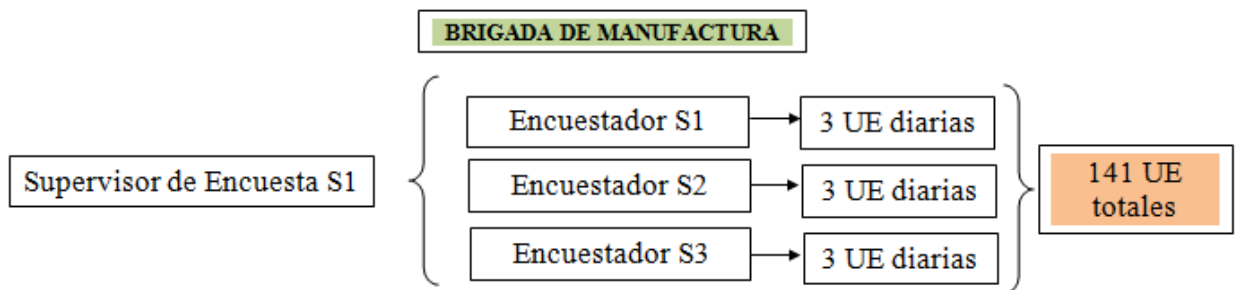 BRIGADA DE MANUFACTURA
Supervisor de Encuesta S1
Encuestador S1
3 UE diarias
Encuestador S2
3 UE diarias
Encuestador S3
3 UE diarias
141 UE
totales